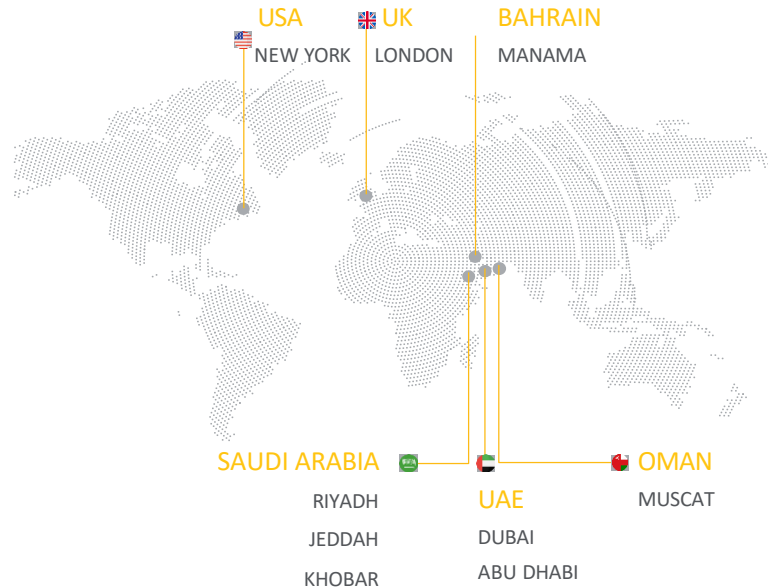 USA
NEW YORK
UK
LONDON
BAHRAIN
MANAMA
SAUDI ARABIA
RIYADH
JEDDAH
KHOBAR
UAE
DUBAI
ABU DHABI
OMAN
MUSCAT